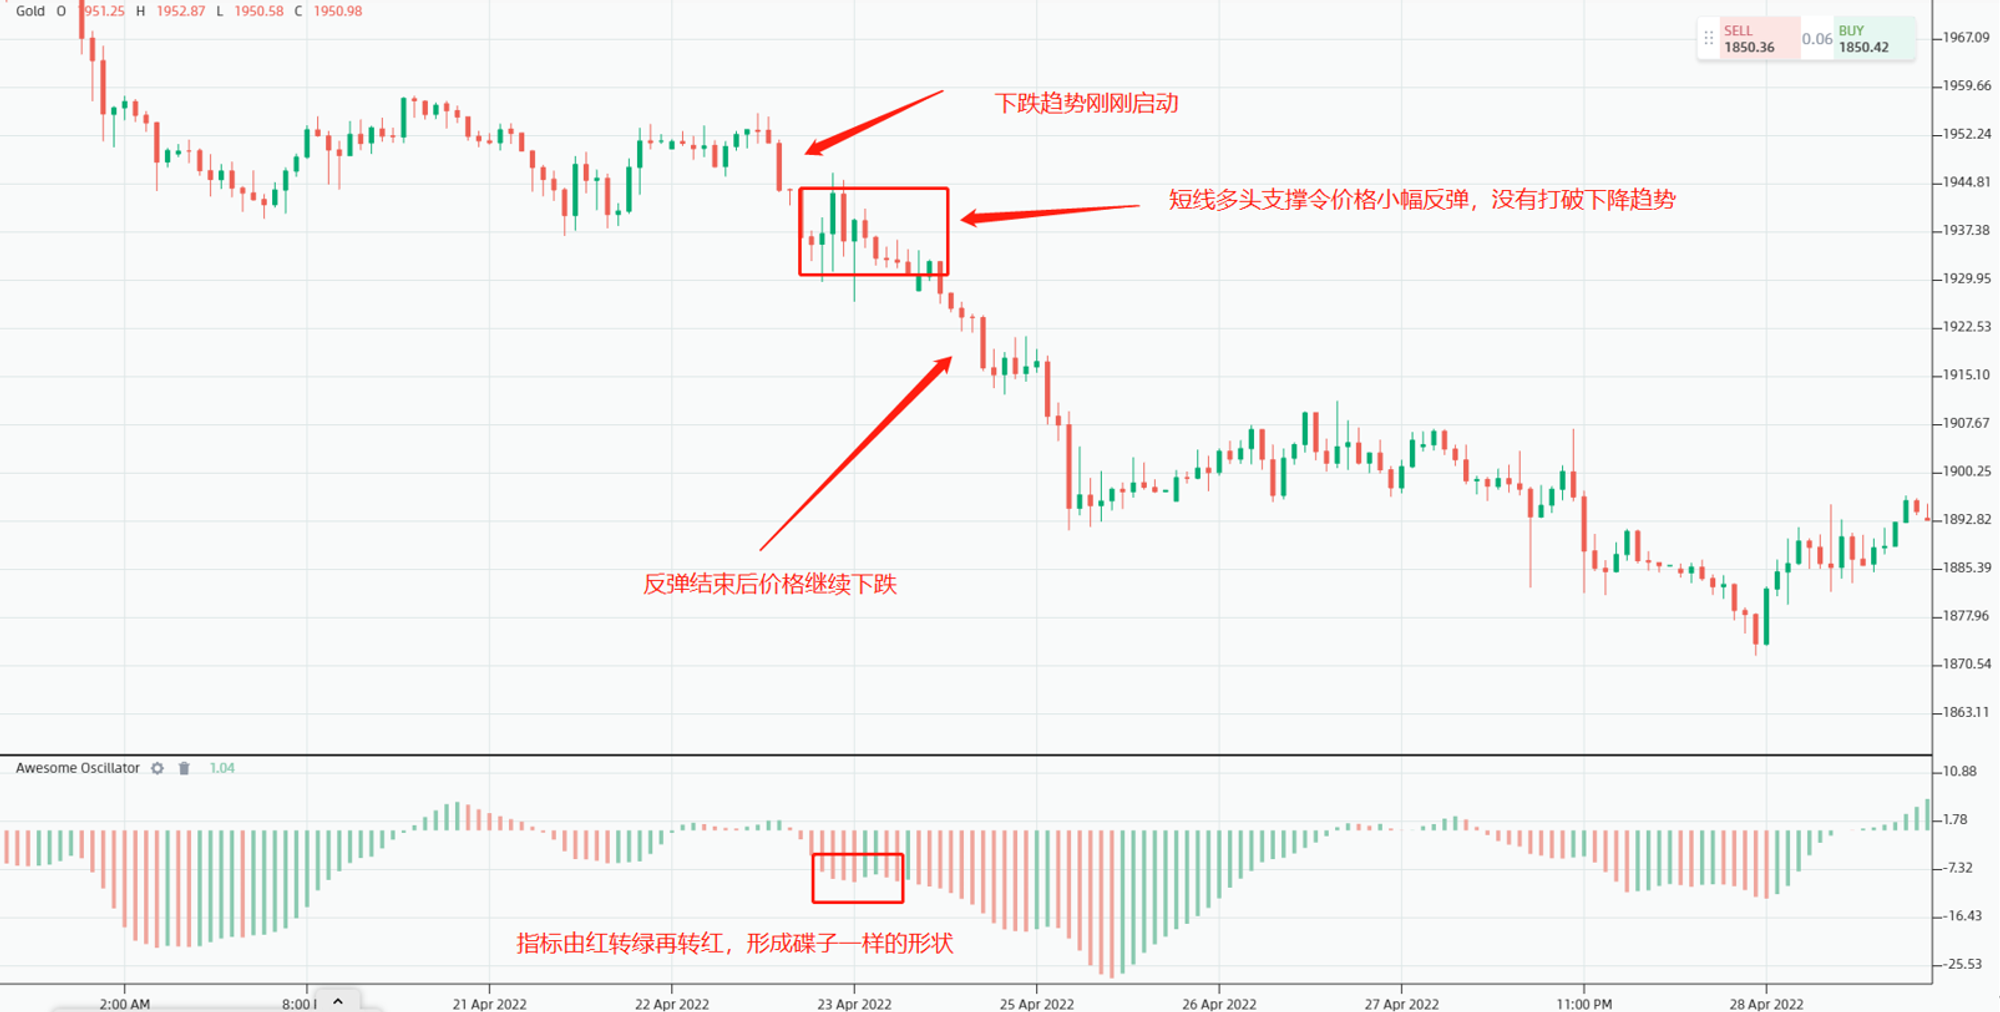 Gold O 1951.25 H 1952.87 L 1950.58 C 1950.98
SELL
1850.36
0.06
BUY
1850.42
1967.09
1959.66
1952.24
1944.81
1937.38
1929.95
1922.53
1915.10
1907.67
1900.25
1892.82
1885.39
1877.96
1870.54
1863.11
下跌趋势刚刚启动
短线多头支撑令价格小幅反弹，没有打破下降趋势
反弹结束后价格继续下跌
Awesome Oscillator 1.04
10.88
1.78
-7.32
-16.43
-25.53
指标由红转绿再转红，形成碟子一样的形状
2:00 AM 8:00 21 Apr 2022 22 Apr 2022 23 Apr 2022 25 Apr 2022 26 Apr 2022 27 Apr 2022 11:00 PM 28 Apr 2022